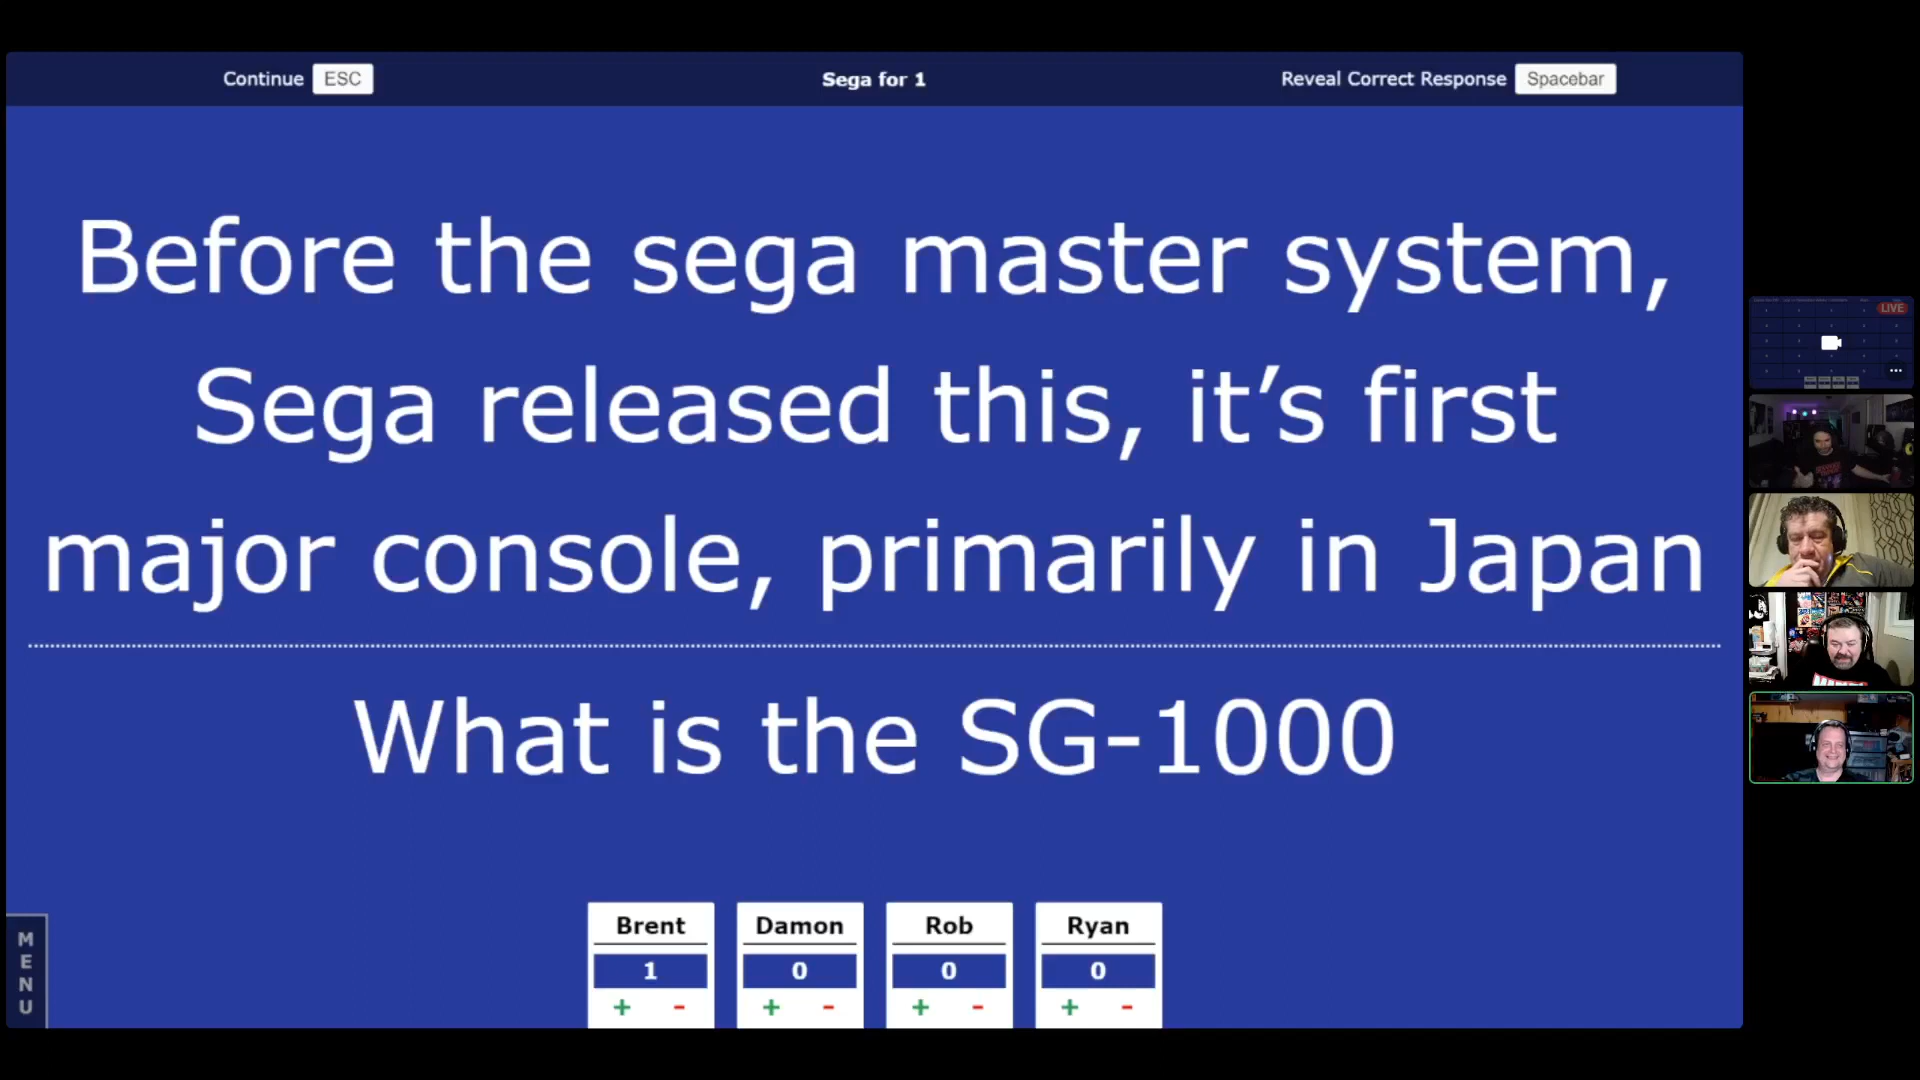 Continue ESC
Sega for 1
Reveal Correct Response Spacebar
Before the sega master system,
Sega released this, it’s first
major console, primarily in Japan
What is the SG-1000
MENU
Brent
1
+ -
Damon
0
+ -
Rob
0
+ -
Ryan
0
+ -
LIVE